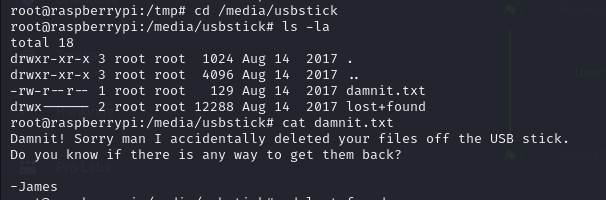 root@raspberrypi:/tmp# cd /media/usbstick
root@raspberrypi:/media/usbstick# ls -la
total 18
drwxr-xr-x 3 root root  1024 Aug 14  2017 .
drwxr-xr-x 3 root root  4096 Aug 14  2017 ..
-rw-r--r-- 1 root root   129 Aug 14  2017 damnit.txt
drwx------ 2 root root 12288 Aug 14  2017 lost+found
root@raspberrypi:/media/usbstick# cat damnit.txt
Damnit! Sorry man I accidentally deleted your files off the USB stick.
Do you know if there is any way to get them back?

-James